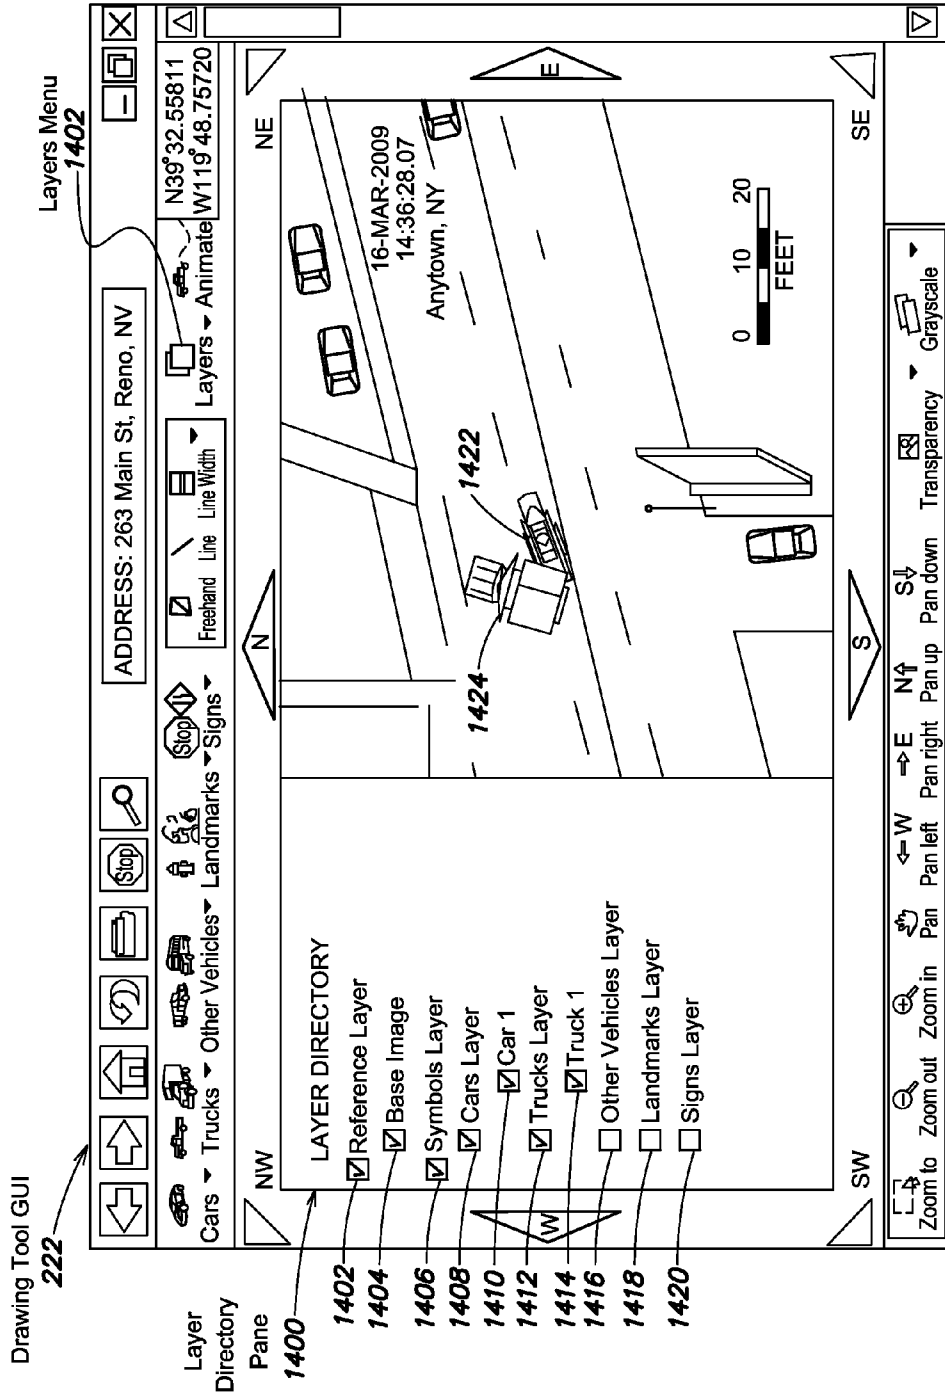 Drawing Tool GUI
222
Layers Menu
1402
Stop
ADDRESS: 263 Main St, Reno, NV
Cars
Trucks
Other Vehicles
Landmarks
Stop
Signs
Freehand
Line
Line Width
Layers
Animate
N39°32.55811
W119°48.75720
Layer
Directory
Pane
1400
NW
N
NE
W
E
SW
S
SE
LAYER DIRECTORY
1402
Reference Layer
1404
Base Image
1406
Symbols Layer
1408
Cars Layer
1410
Car 1
1412
Trucks Layer
1414
Truck 1
1416
Other Vehicles Layer
1418
Landmarks Layer
1420
Signs Layer
16-MAR-2009
14:36:28.07
Anytown, NY
1422
1424
0 10 20
FEET
Zoom to
Zoom out
Zoom in
Pan
W
Pan left
E
Pan right
N
Pan up
S
Pan down
Transparency
Grayscale